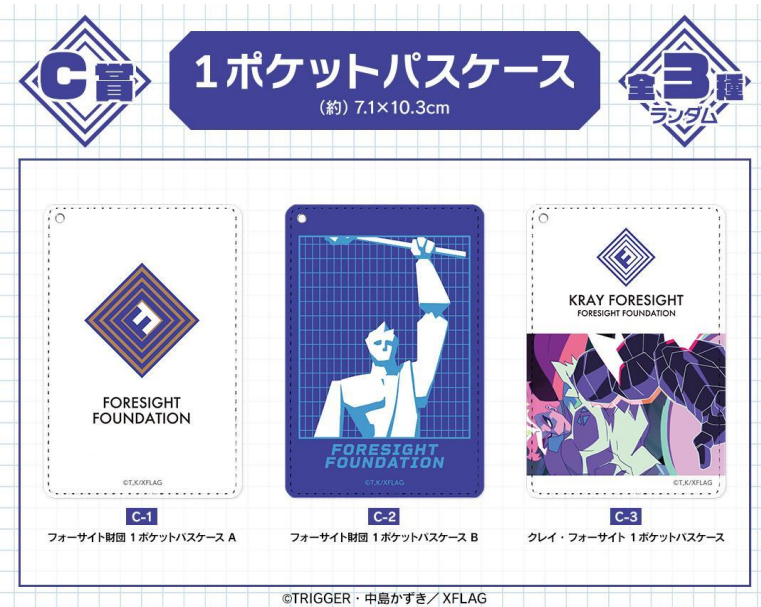 C賞
1ポケットパスケース
(約) 7.1×10.3cm
全3種
ランダム
FORESIGHT
FOUNDATION
FORESIGHT
FOUNDATION
©T,K/XFLAG
KRAY FORESIGHT
FORESIGHT FOUNDATION
©T,K/XFLAG
C-1
フォーサイト財団 1ポケットパスケース A
C-2
フォーサイト財団 1ポケットパスケース B
C-3
クレイ・フォーサイト 1ポケットパスケース
©TRIGGER・中島かずき／XFLAG